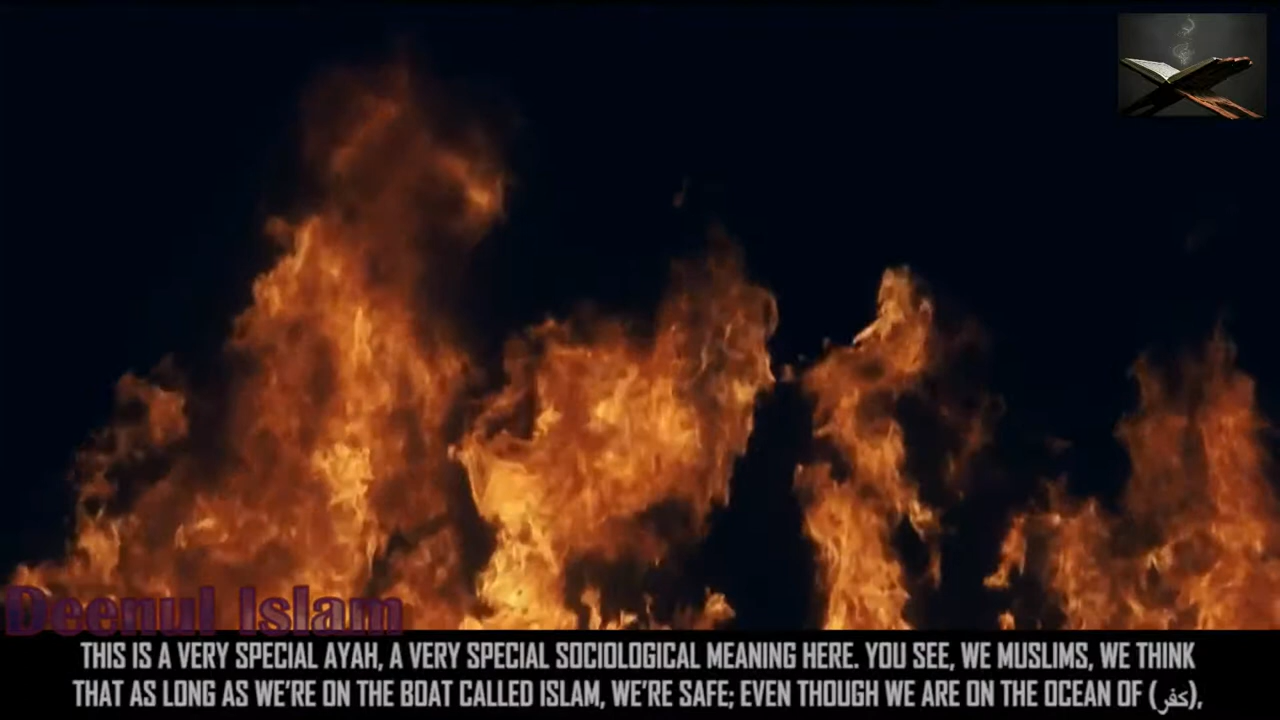 Deenul Islam
THIS IS A VERY SPECIAL AYAH, A VERY SPECIAL SOCIOLOGICAL MEANING HERE. YOU SEE, WE MUSLIMS, WE THINK
THAT AS LONG AS WE'RE ON THE BOAT CALLED ISLAM, WE'RE SAFE; EVEN THOUGH WE ARE ON THE OCEAN OF (كفر),